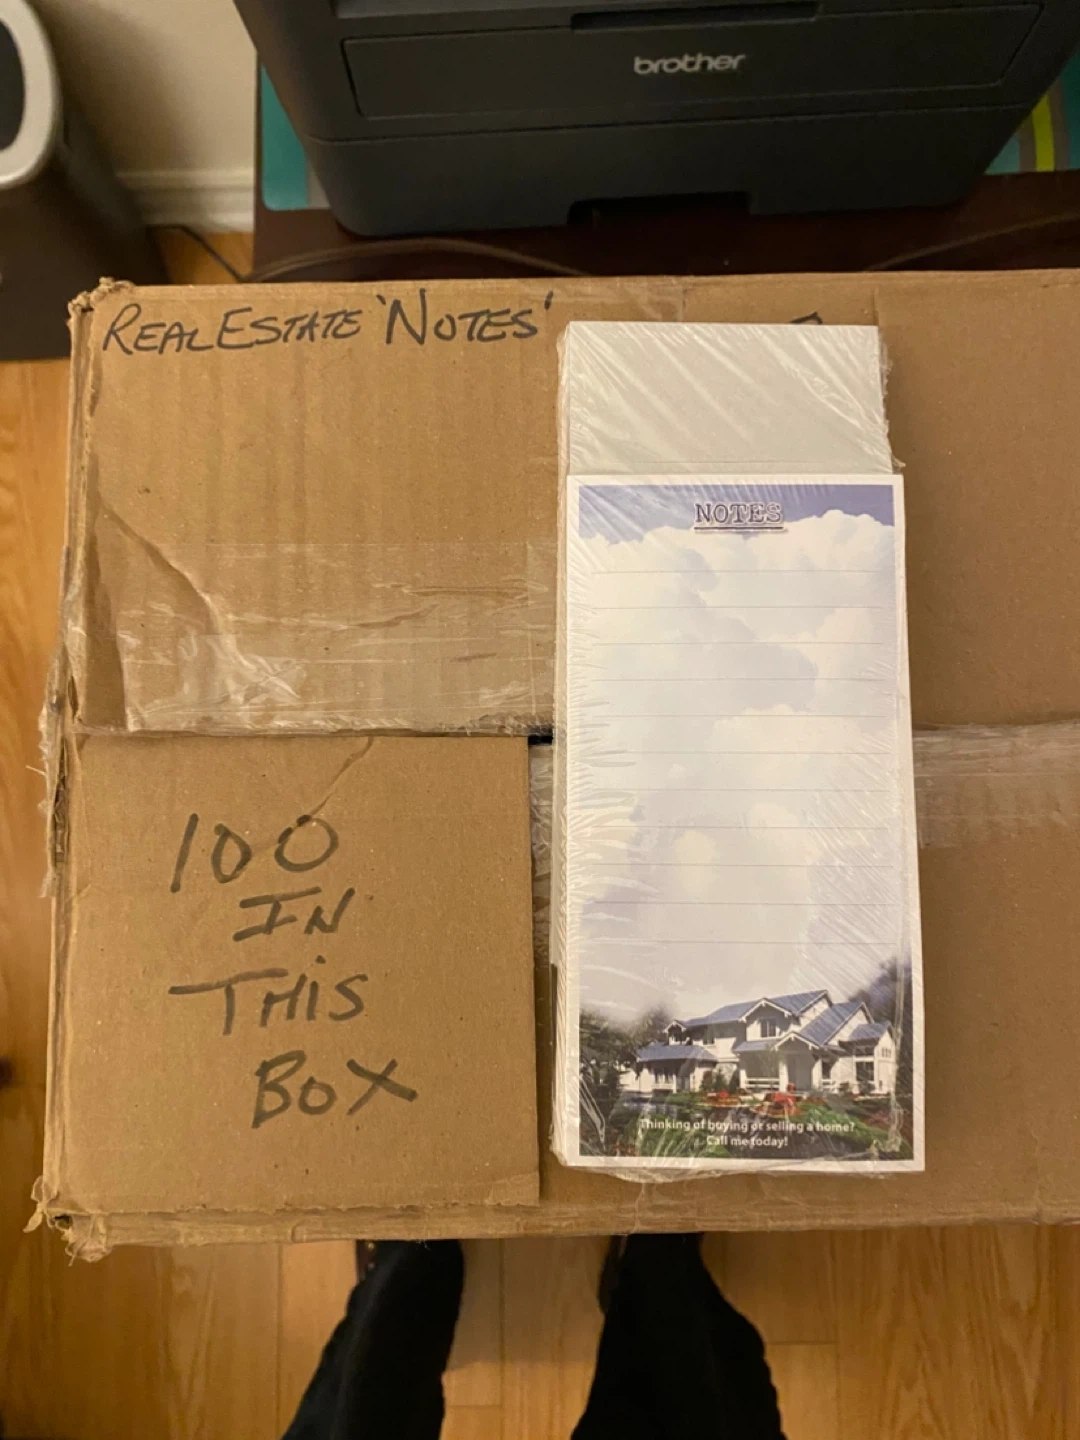 brother
REAL ESTATE 'NOTES'
NOTES
100
IN
THIS
BOX
Thinking of buying or selling a home?
Call me today!